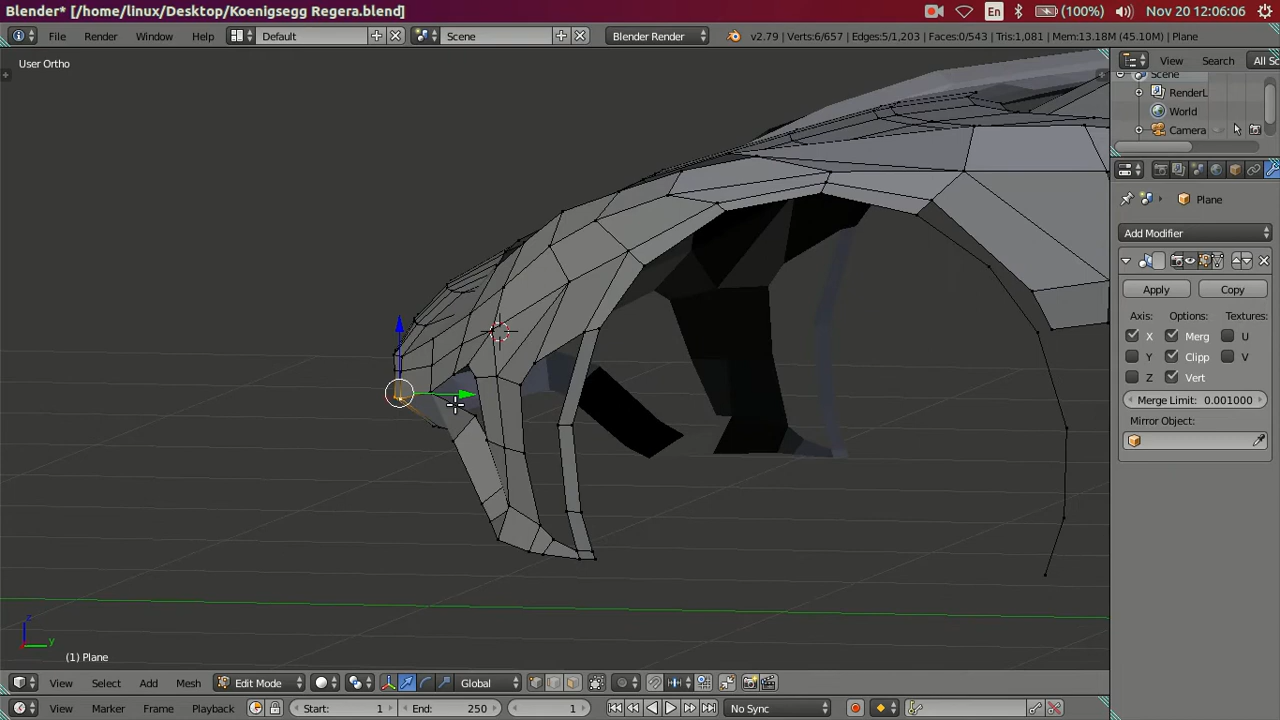 Blender* [/home/linux/Desktop/Koenigsegg Regera.blend]
En (100%) Nov 20 12:06:06
File Render Window Help Default Scene Blender Render v2.79 | Verts:6/657 | Edges:5/1,203 | Faces:0/543 | Tris:1,081 | Mem:13.18M (45.10M) | Plane
User Ortho
View Search All Sc
Scene
RenderL
World
Camera
Plane
Add Modifier
Apply Copy
Axis: Options: Textures:
X Merg U
Y Clipp V
Z Vert
Merge Limit: 0.001000
Mirror Object:
z
y
(1) Plane
View Select Add Mesh Edit Mode Global
View Marker Frame Playback Start: 1 End: 250 1 No Sync